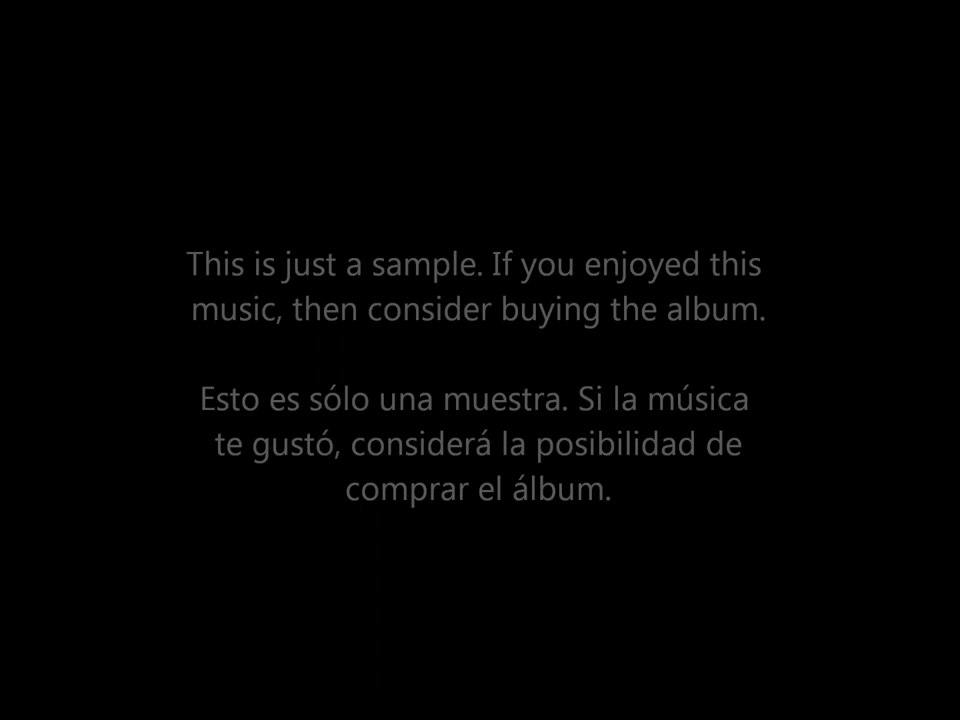 This is just a sample. If you enjoyed this
music, then consider buying the album.
Esto es sólo una muestra. Si la música
te gustó, considerá la posibilidad de
comprar el álbum.